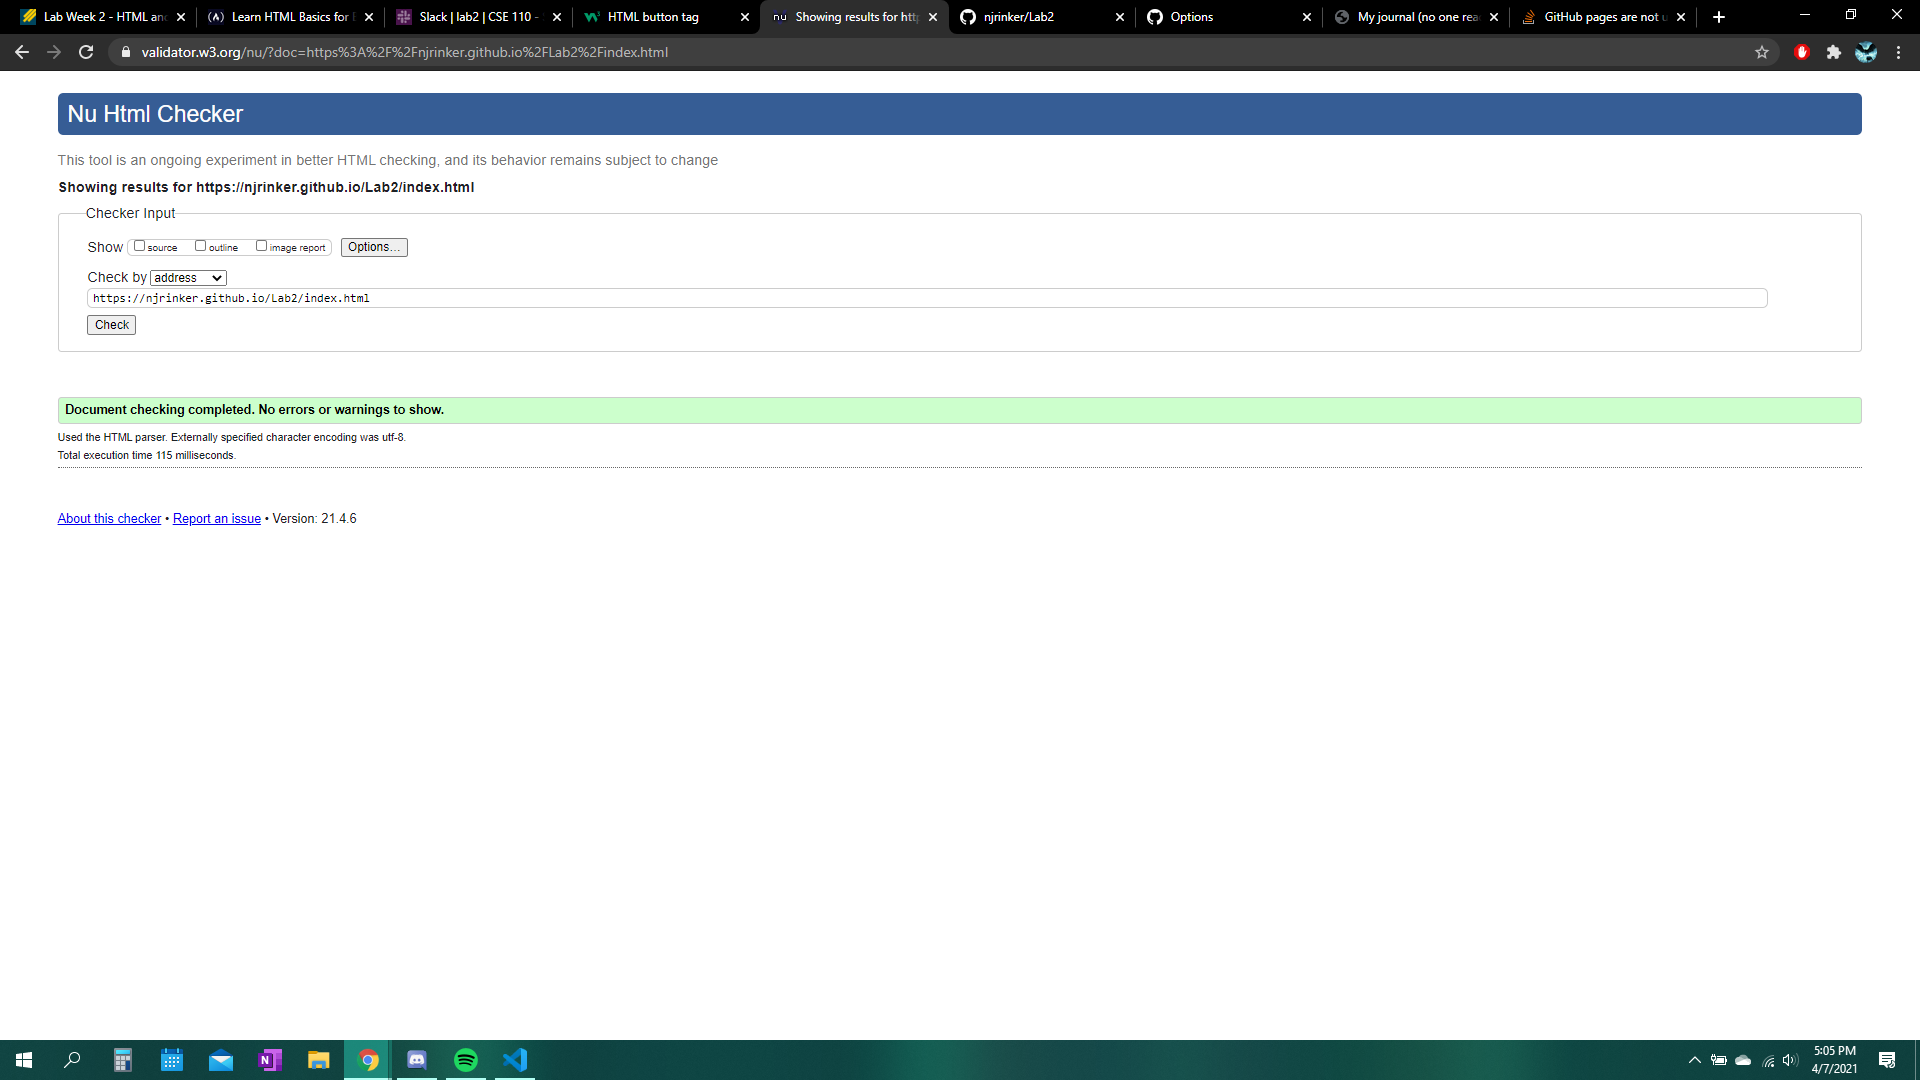 Lab Week 2 - HTML an
Learn HTML Basics for
Slack | lab2 | CSE 110 -
HTML button tag
nu Showing results for http
njrinker/Lab2
Options
My journal (no one rea
GitHub pages are not u
validator.w3.org/nu/?doc=https%3A%2F%2Fnjrinker.github.io%2FLab2%2Findex.html
Nu Html Checker
This tool is an ongoing experiment in better HTML checking, and its behavior remains subject to change
Showing results for https://njrinker.github.io/Lab2/index.html
Checker Input
Show source outline image report Options...
Check by address
https://njrinker.github.io/Lab2/index.html
Check
Document checking completed. No errors or warnings to show.
Used the HTML parser. Externally specified character encoding was utf-8.
Total execution time 115 milliseconds.
About this checker • Report an issue • Version: 21.4.6
5:05 PM
4/7/2021